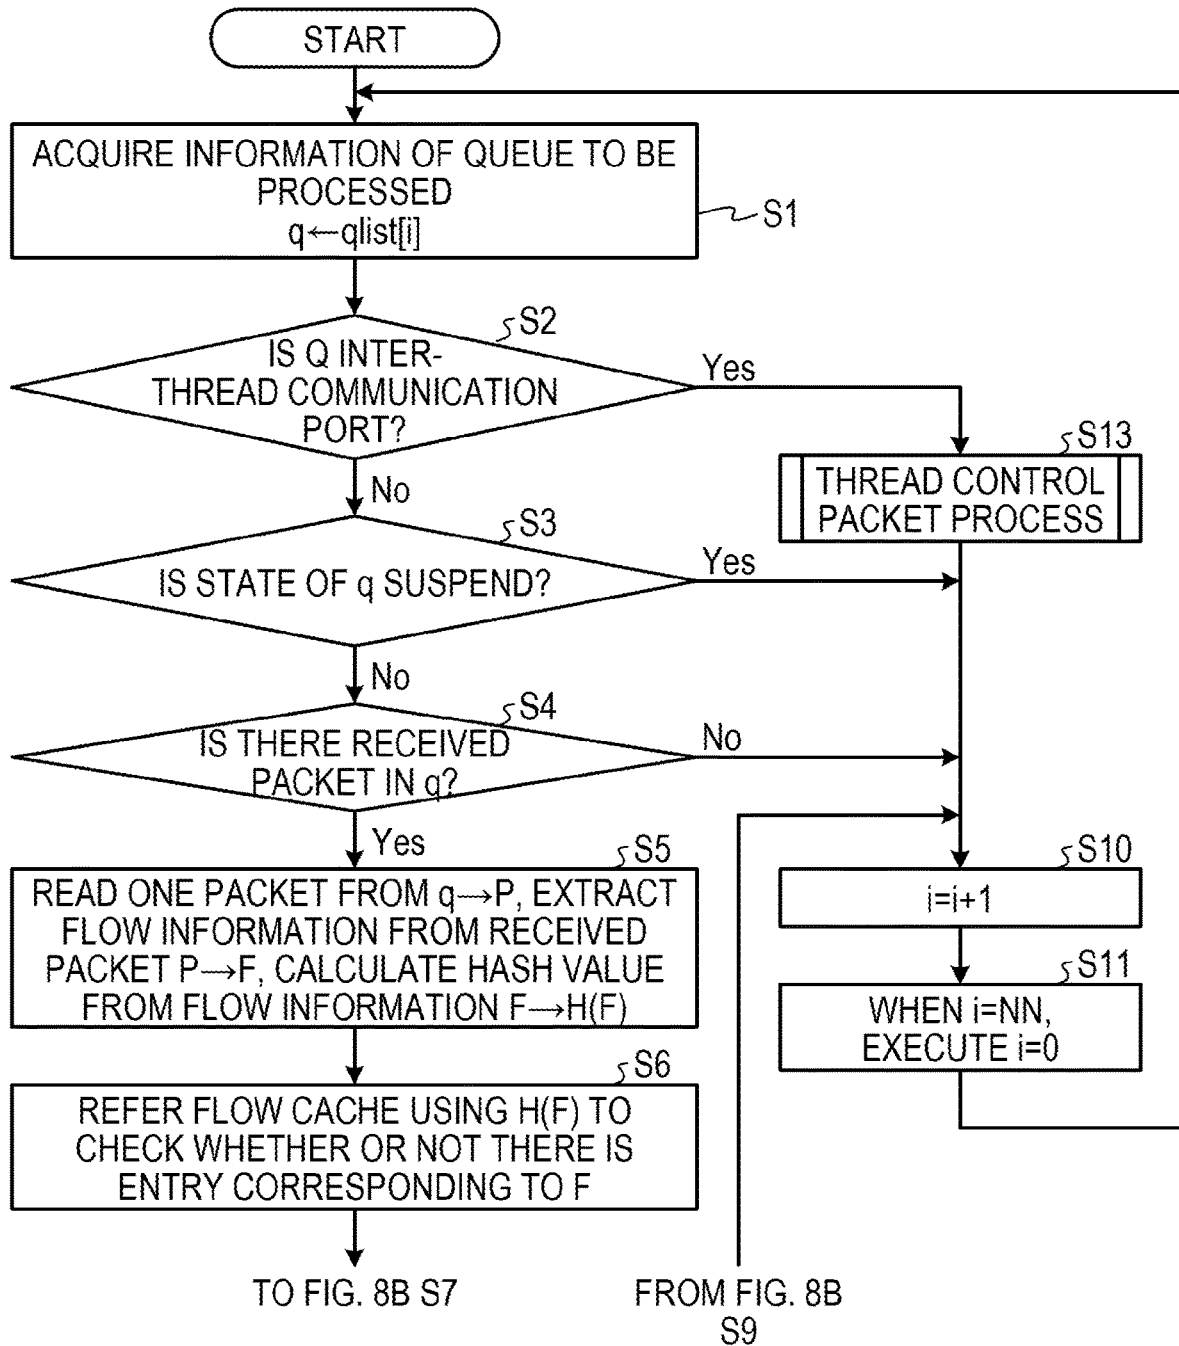 START
ACQUIRE INFORMATION OF QUEUE TO BE
PROCESSED
q←qlist[i]
S1
S2
IS Q INTER-
THREAD COMMUNICATION
PORT?
Yes
No
S13
THREAD CONTROL
PACKET PROCESS
S3
IS STATE OF q SUSPEND?
Yes
No
S4
IS THERE RECEIVED
PACKET IN q?
No
Yes
S5
READ ONE PACKET FROM q→P, EXTRACT
FLOW INFORMATION FROM RECEIVED
PACKET P→F, CALCULATE HASH VALUE
FROM FLOW INFORMATION F→H(F)
S10
i=i+1
S11
WHEN i=NN,
EXECUTE i=0
S6
REFER FLOW CACHE USING H(F) TO
CHECK WHETHER OR NOT THERE IS
ENTRY CORRESPONDING TO F
TO FIG. 8B S7
FROM FIG. 8B
S9